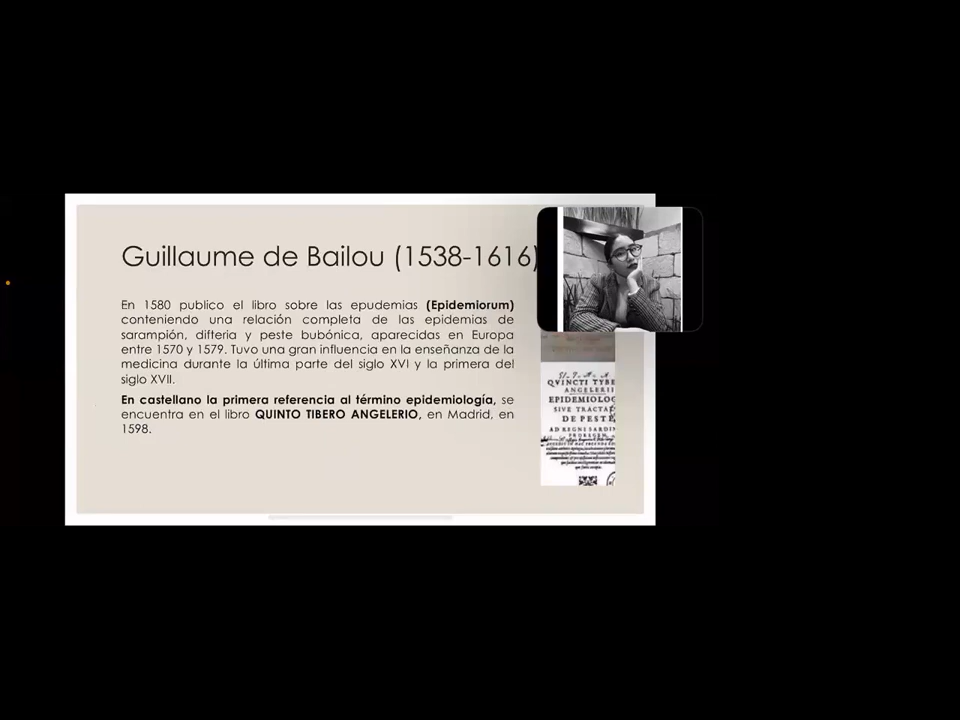 Guillaume de Bailou (1538-1616)
En 1580 publico el libro sobre las epudemias (Epidemiorum)
conteniendo una relación completa de las epidemias de
sarampión, difteria y peste bubónica, aparecidas en Europa
entre 1570 y 1579. Tuvo una gran influencia en la enseñanza de la
medicina durante la última parte del siglo XVI y la primera del
siglo XVII.
En castellano la primera referencia al término epidemiología, se
encuentra en el libro QUINTO TIBERO ANGELERIO, en Madrid, en
1598.
QVINCTI TYBE
ANGELERII
EPIDEMIOLOG
SIVE TRACTAT
DE PESTE
AD REGNI SARDIN